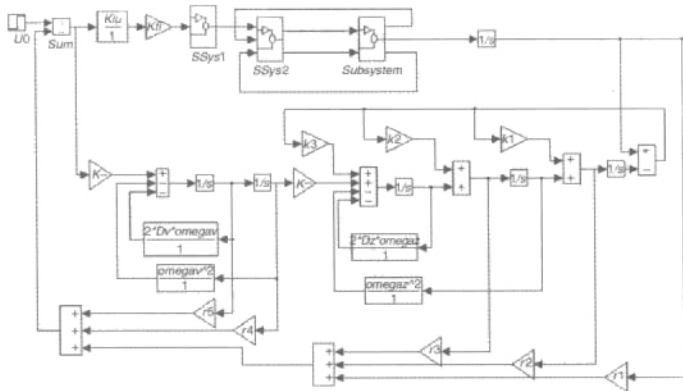 U0
Sum
Kiu
1
Kfi
SSys1
SSys2
Subsystem
1/s
k3
k2
k1
K-
1/s
1/s
K-
1/s
1/s
1/s
2*Dv*omegav
1
2*Dz*omegaz
1
omegav^2
1
omegaz^2
1
r5
r4
r3
r2
r1